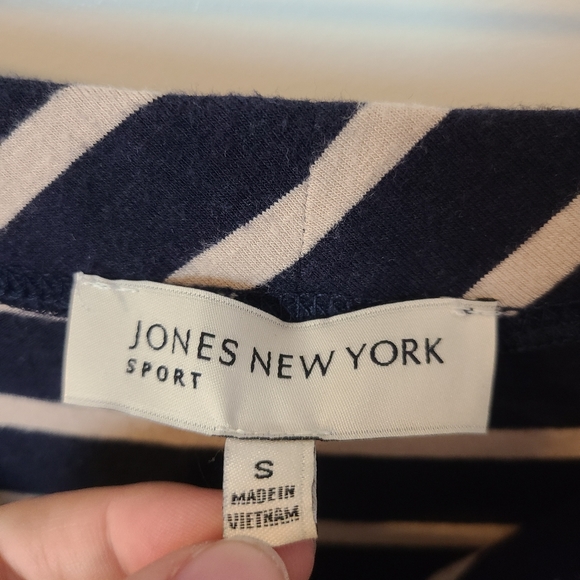 JONES NEW YORK
SPORT
S
MADE IN
VIETNAM